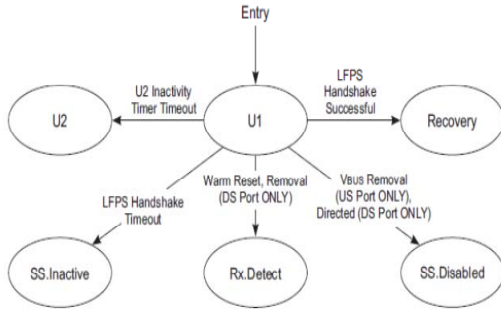 Entry
U2 Inactivity
Timer Timeout
LFPS
Handshake
Successful
U2
U1
Recovery
LFPS Handshake
Timeout
Warm Reset, Removal
(DS Port ONLY)
VBUS Removal
(US Port ONLY),
Directed (DS Port ONLY)
SS.Inactive
Rx.Detect
SS.Disabled